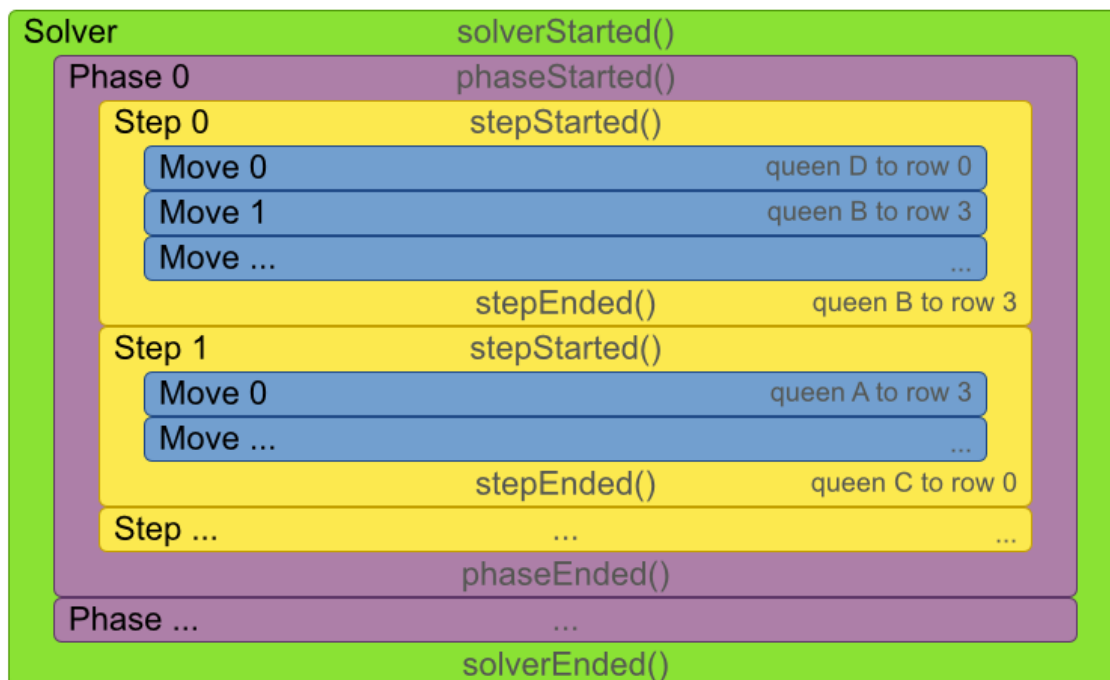 Solver solverStarted()
Phase 0 phaseStarted()
Step 0 stepStarted()
Move 0 queen D to row 0
Move 1 queen B to row 3
Move ... ...
stepEnded() queen B to row 3
Step 1 stepStarted()
Move 0 queen A to row 3
Move ... ...
stepEnded() queen C to row 0
Step ... ... ...
phaseEnded()
Phase ... ...
solverEnded()